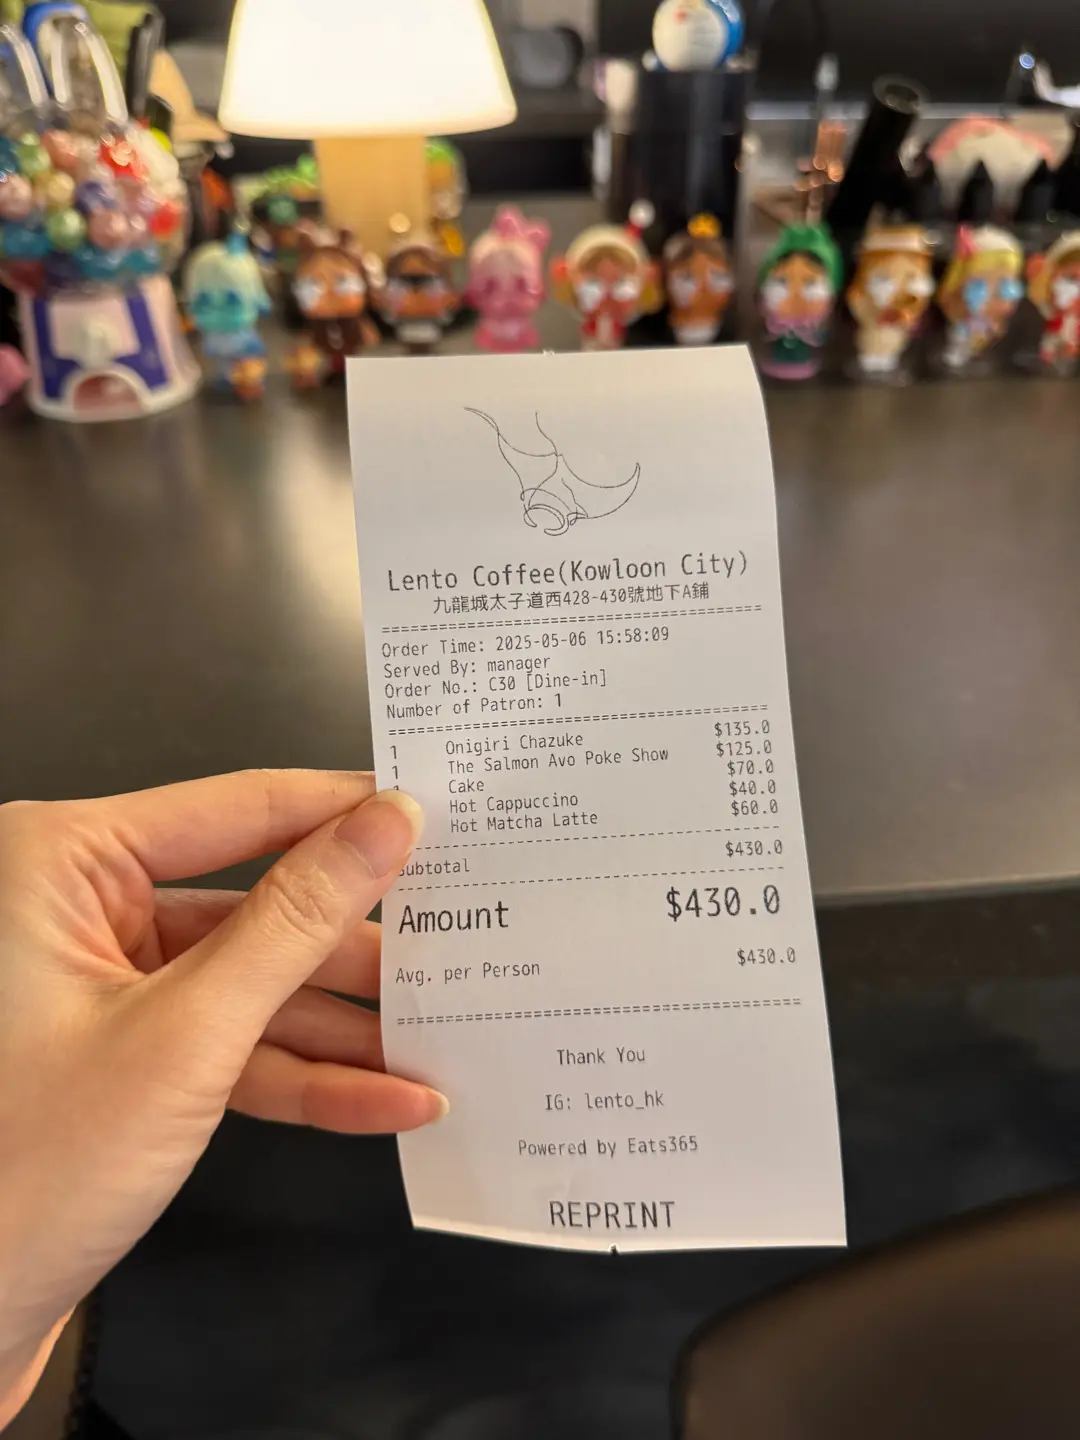 Lento Coffee(Kowloon City)
九龍城太子道西428-430號地下A鋪
Order Time: 2025-05-06 15:58:09
Served By: manager
Order No.: C30 [Dine-in]
Number of Patron: 1
1 Onigiri Chazuke $135.0
1 The Salmon Avo Poke Show $125.0
Cake $70.0
Hot Cappuccino $40.0
Hot Matcha Latte $60.0
Subtotal $430.0
Amount $430.0
Avg. per Person $430.0
Thank You
IG: lento_hk
Powered by Eats365
REPRINT